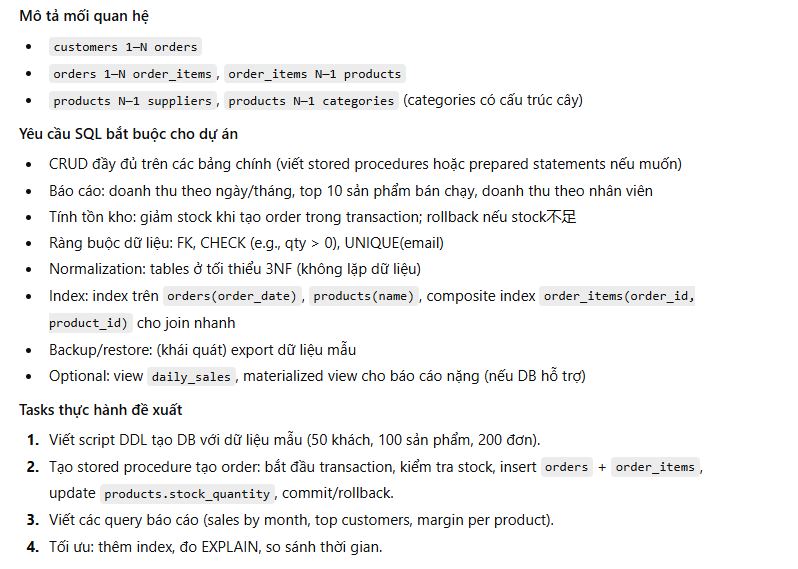 Mô tả mối quan hệ
• customers 1—N orders
• orders 1—N order_items, order_items N—1 products
• products N—1 suppliers, products N—1 categories (categories có cấu trúc cây)
Yêu cầu SQL bắt buộc cho dự án
• CRUD đầy đủ trên các bảng chính (viết stored procedures hoặc prepared statements nếu muốn)
• Báo cáo: doanh thu theo ngày/tháng, top 10 sản phẩm bán chạy, doanh thu theo nhân viên
• Tính tồn kho: giảm stock khi tạo order trong transaction; rollback nếu stock不足
• Ràng buộc dữ liệu: FK, CHECK (e.g., qty > 0), UNIQUE(email)
• Normalization: tables ở tối thiểu 3NF (không lặp dữ liệu)
• Index: index trên orders(order_date), products(name), composite index order_items(order_id,
product_id) cho join nhanh
• Backup/restore: (khái quát) export dữ liệu mẫu
• Optional: view daily_sales, materialized view cho báo cáo nặng (nếu DB hỗ trợ)
Tasks thực hành đề xuất
1. Viết script DDL tạo DB với dữ liệu mẫu (50 khách, 100 sản phẩm, 200 đơn).
2. Tạo stored procedure tạo order: bắt đầu transaction, kiểm tra stock, insert orders + order_items,
update products.stock_quantity, commit/rollback.
3. Viết các query báo cáo (sales by month, top customers, margin per product).
4. Tối ưu: thêm index, đo EXPLAIN, so sánh thời gian.